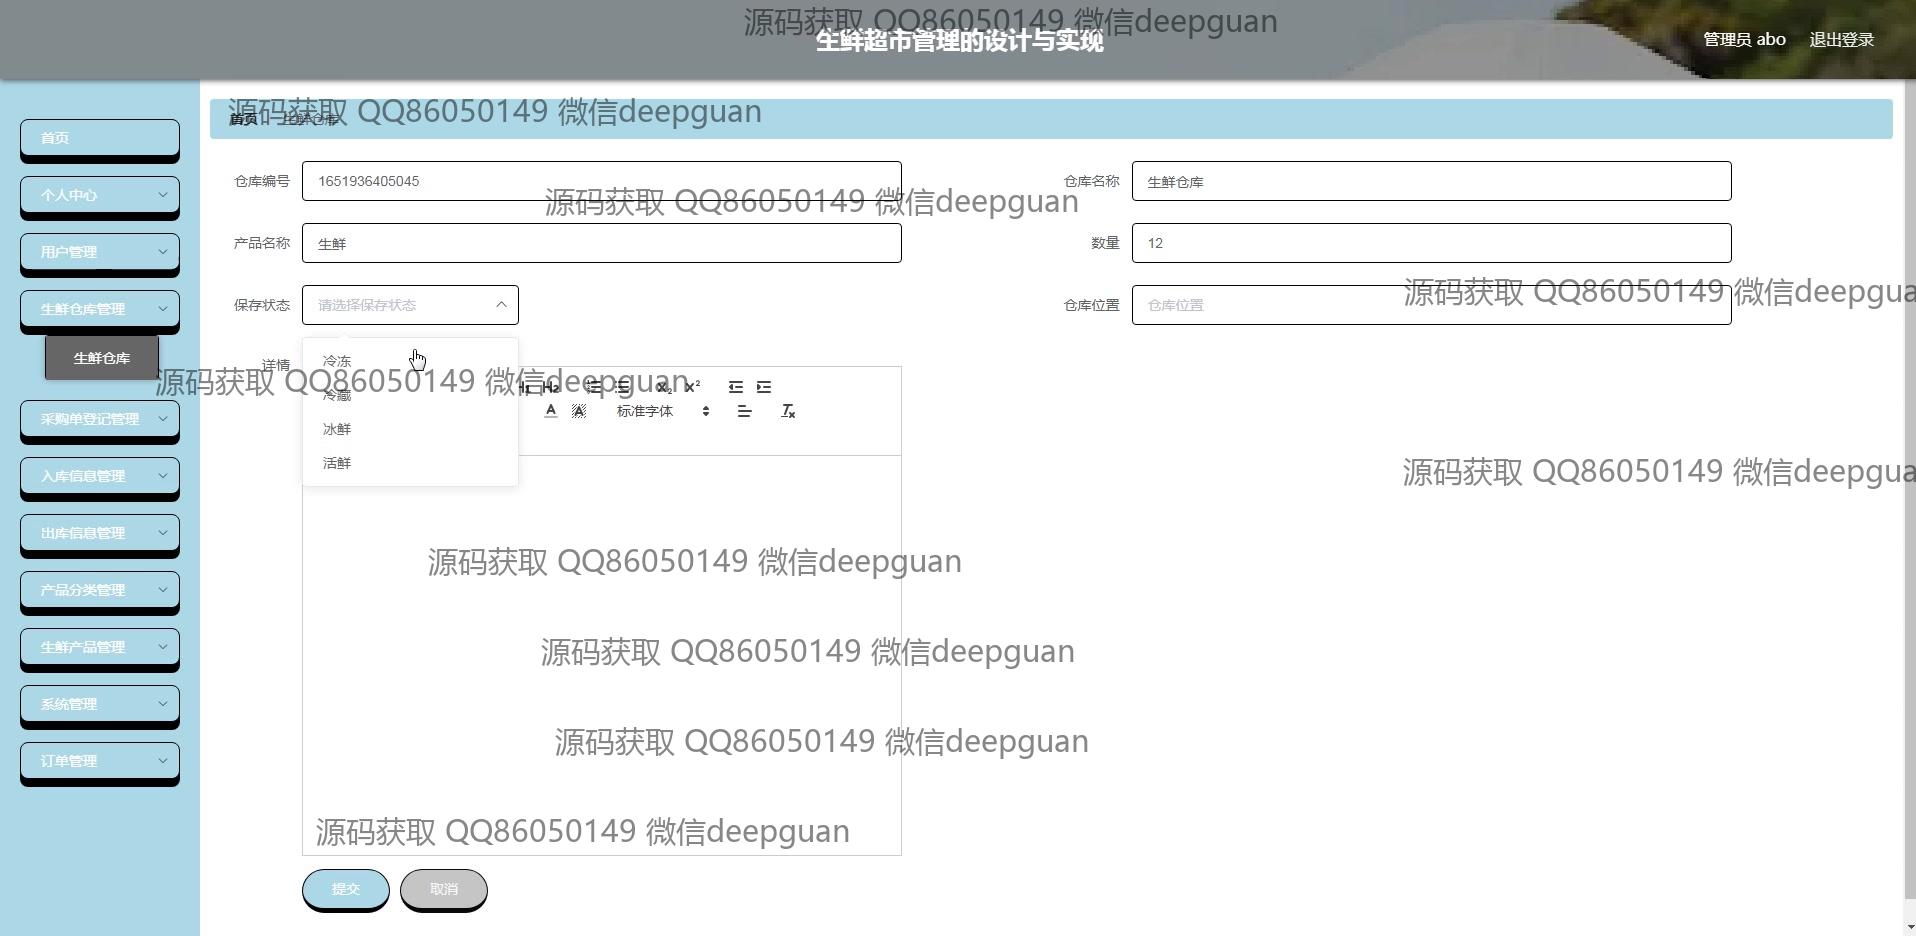 源码获取 QQ86050149 微信deepguan
生鲜超市管理的设计与实现
管理员 abo 退出登录
源码获取 QQ86050149 微信deepguan
首页 生鲜仓库
首页
个人中心
用户管理
生鲜仓库管理
生鲜仓库
采购单登记管理
入库信息管理
出库信息管理
产品分类管理
生鲜产品管理
系统管理
订单管理
仓库编号 1651936405045 仓库名称 生鲜仓库
源码获取 QQ86050149 微信deepguan
产品名称 生鲜 数量 12
源码获取 QQ86050149 微信deepgua
保存状态 请选择保存状态 仓库位置 仓库位置
详情
冷冻
冷藏
冰鲜
活鲜
源码获取 QQ86050149 微信deepguan
H1 H2 X2 X2
A A 标准字体 Tx
源码获取 QQ86050149 微信deepgua
源码获取 QQ86050149 微信deepguan
源码获取 QQ86050149 微信deepguan
源码获取 QQ86050149 微信deepguan
源码获取 QQ86050149 微信deepguan
提交 取消